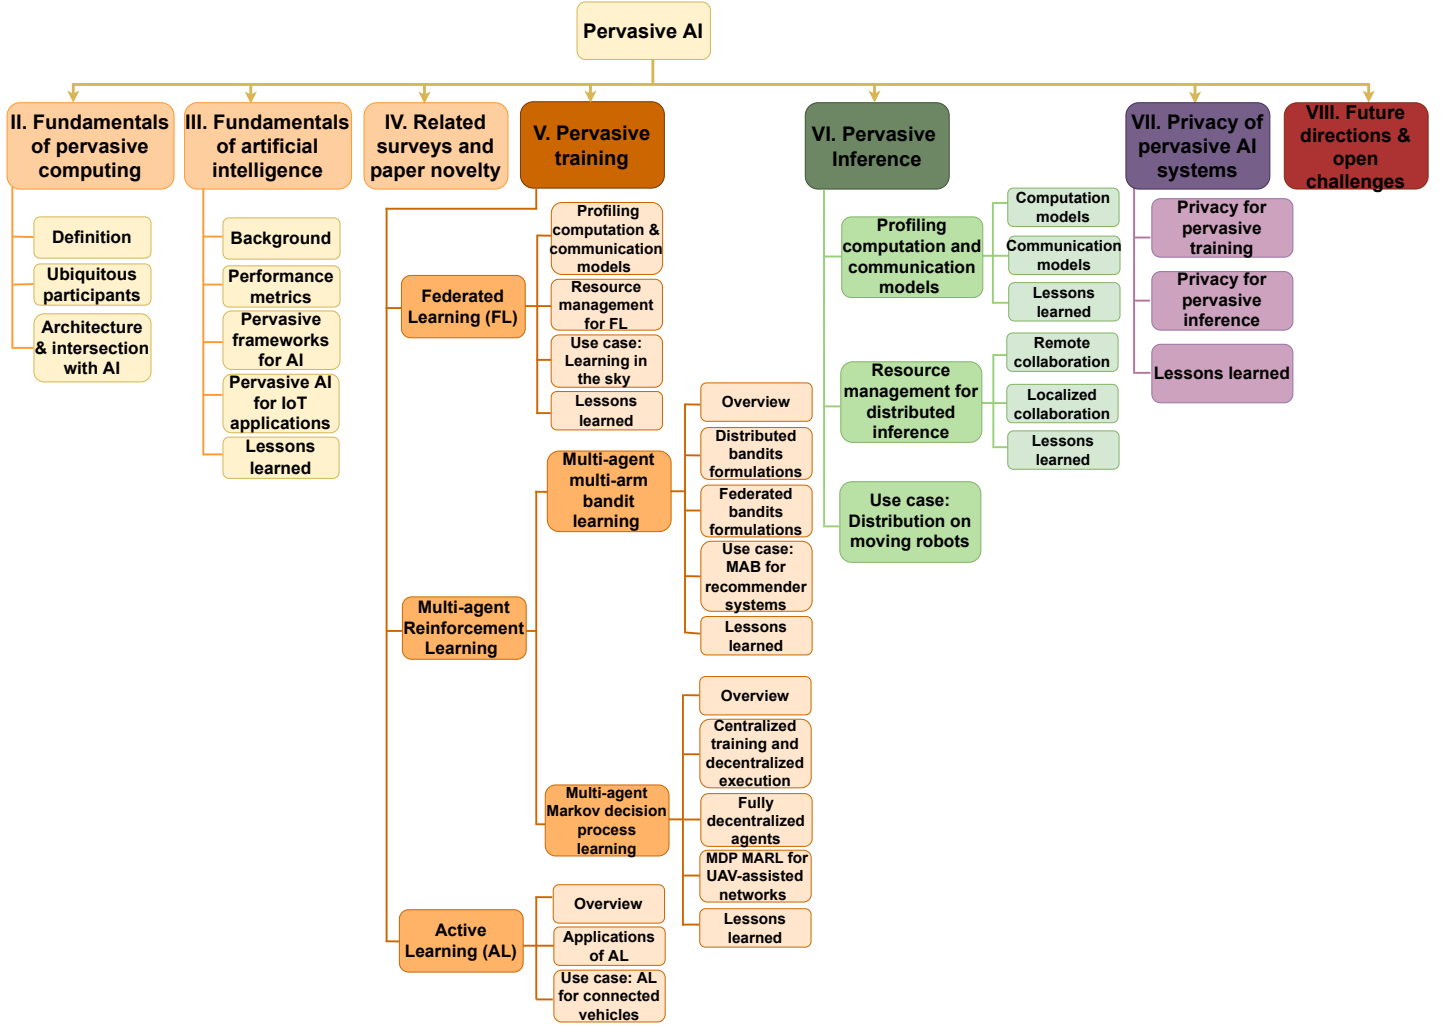 Pervasive AI
II. Fundamentals
of pervasive
computing
III. Fundamentals
of artificial
intelligence
IV. Related
surveys and
paper novelty
V. Pervasive
training
VI. Pervasive
Inference
VII. Privacy of
pervasive AI
systems
VIII. Future
directions &
open
challenges
Definition
Ubiquitous
participants
Architecture
& intersection
with AI
Background
Performance
metrics
Pervasive
frameworks
for AI
Pervasive AI
for IoT
applications
Lessons
learned
Federated
Learning (FL)
Profiling
computation &
communication
models
Resource
management
for FL
Use case:
Learning in
the sky
Lessons
learned
Multi-agent
Reinforcement
Learning
Multi-agent
multi-arm
bandit
learning
Overview
Distributed
bandits
formulations
Federated
bandits
formulations
Use case:
MAB for
recommender
systems
Lessons
learned
Multi-agent
Markov decision
process
learning
Overview
Centralized
training and
decentralized
execution
Fully
decentralized
agents
MDP MARL for
UAV-assisted
networks
Lessons
learned
Active
Learning (AL)
Overview
Applications
of AL
Use case: AL
for connected
vehicles
Profiling
computation and
communication
models
Computation
models
Communication
models
Lessons
learned
Resource
management for
distributed
inference
Remote
collaboration
Localized
collaboration
Lessons
learned
Use case:
Distribution on
moving robots
Privacy for
pervasive
training
Privacy for
pervasive
inference
Lessons learned